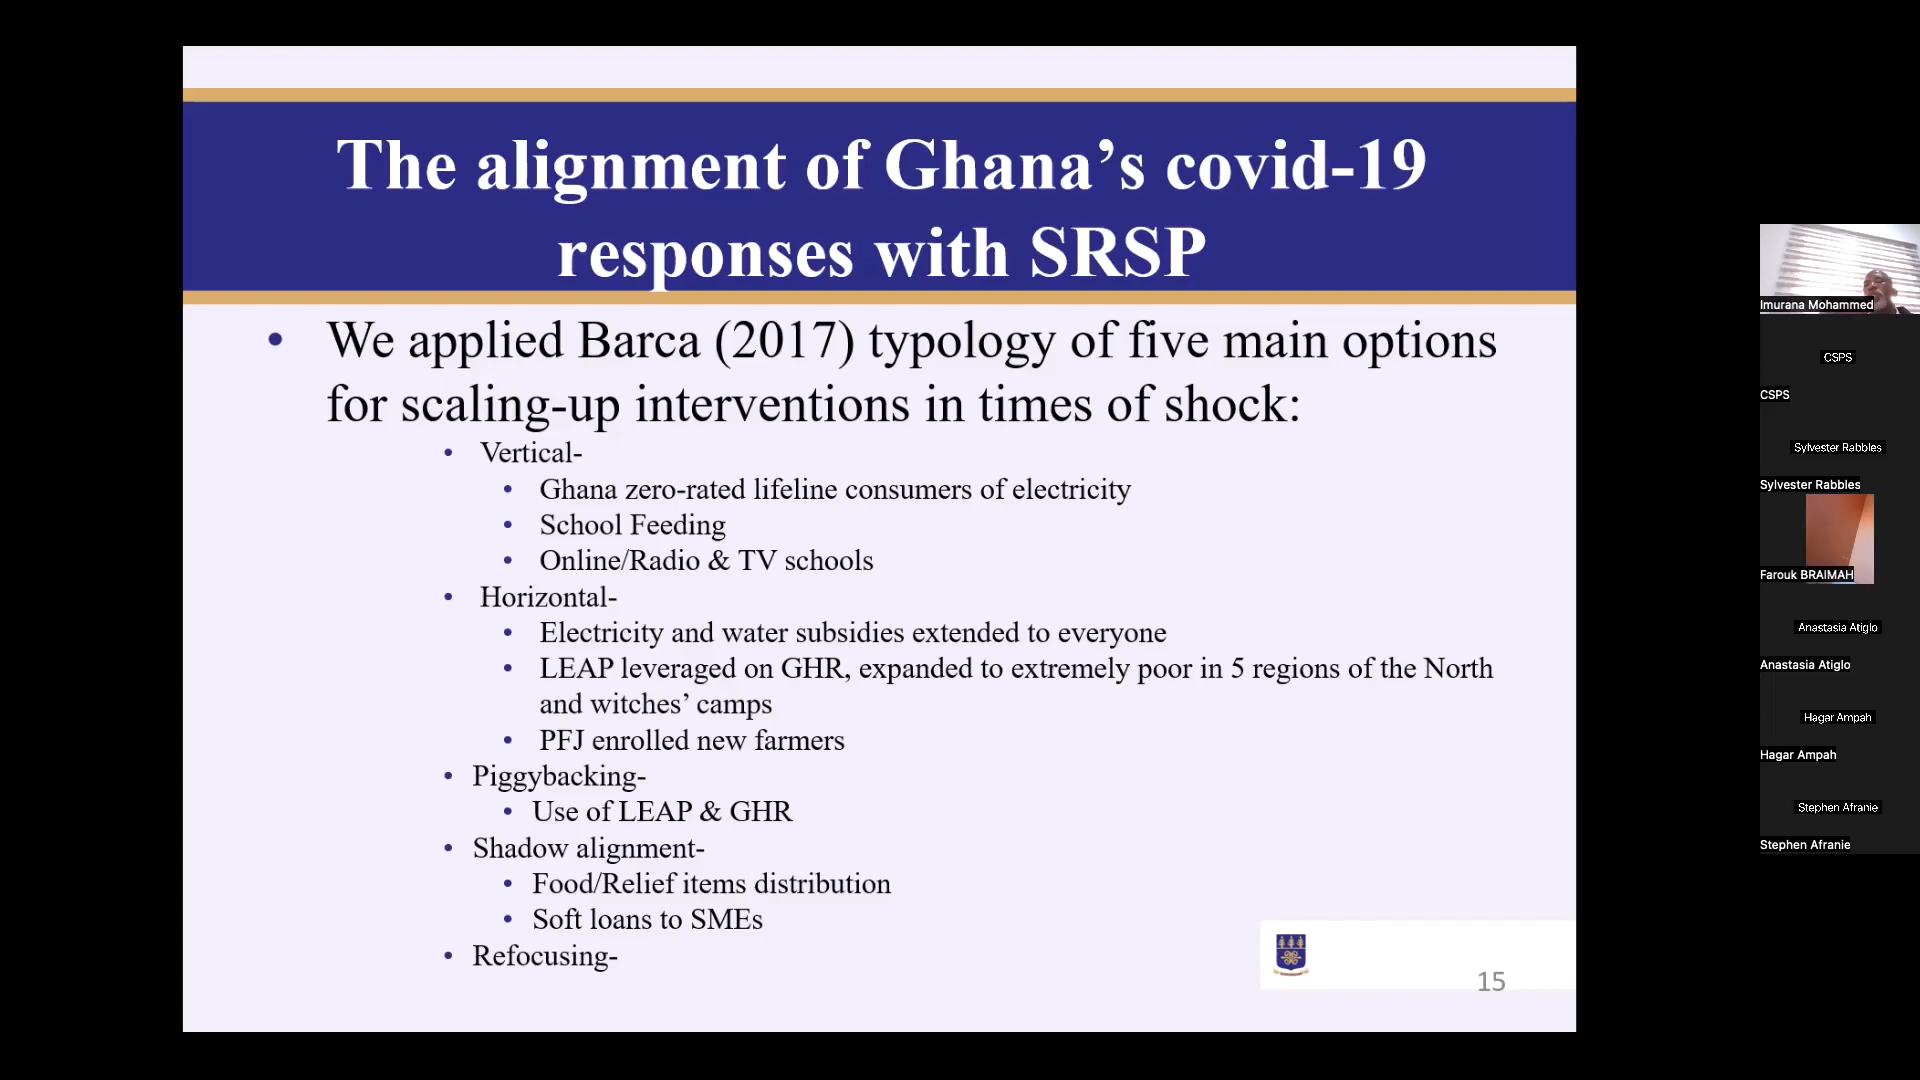 The alignment of Ghana’s covid-19
responses with SRSP
• We applied Barca (2017) typology of five main options
for scaling-up interventions in times of shock:
• Vertical-
• Ghana zero-rated lifeline consumers of electricity
• School Feeding
• Online/Radio & TV schools
• Horizontal-
• Electricity and water subsidies extended to everyone
• LEAP leveraged on GHR, expanded to extremely poor in 5 regions of the North
and witches’ camps
• PFJ enrolled new farmers
• Piggybacking-
• Use of LEAP & GHR
• Shadow alignment-
• Food/Relief items distribution
• Soft loans to SMEs
• Refocusing-
15
Imurana Mohammed
CSPS
CSPS
Sylvester Rabbles
Sylvester Rabbles
Farouk BRAIMAH
Anastasia Atiglo
Anastasia Atiglo
Hagar Ampah
Hagar Ampah
Stephen Afranie
Stephen Afranie